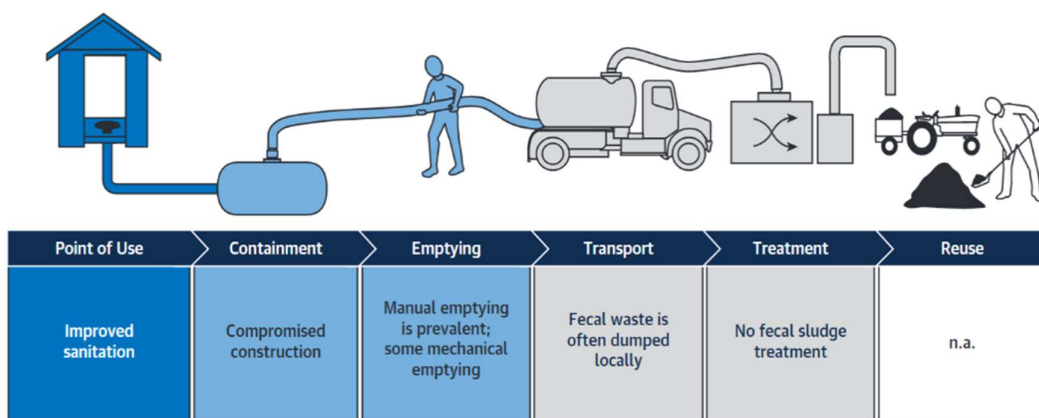 Point of Use
Containment
Emptying
Transport
Treatment
Reuse
Improved
sanitation
Compromised
construction
Manual emptying
is prevalent;
some mechanical
emptying
Fecal waste is
often dumped
locally
No fecal sludge
treatment
n.a.